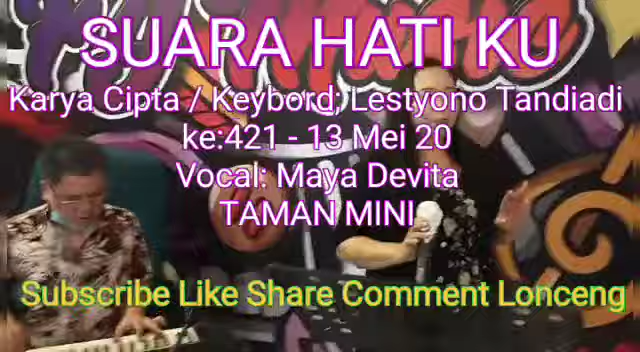 SUARA HATI KU
Karya Cipta / Keybord; Lestyono Tandiadi
ke:421 - 13 Mei 20
Vocal: Maya Devita
TAMAN MINI
Subscribe Like Share Comment Lonceng